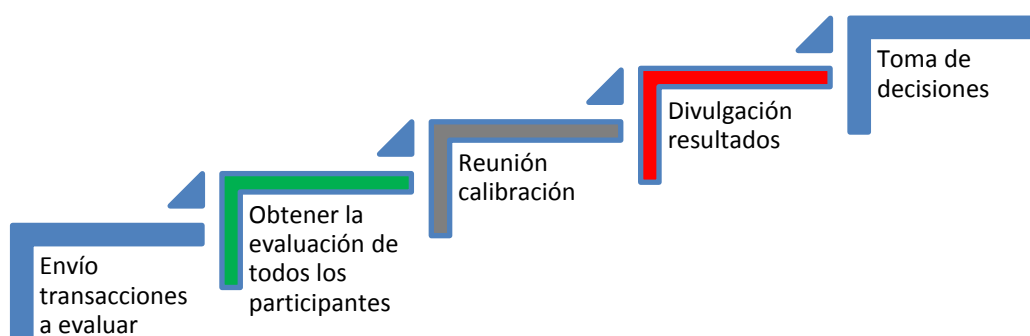 Envío
transacciones
a evaluar
Obtener la
evaluación de
todos los
participantes
Reunión
calibración
Divulgación
resultados
Toma de
decisiones